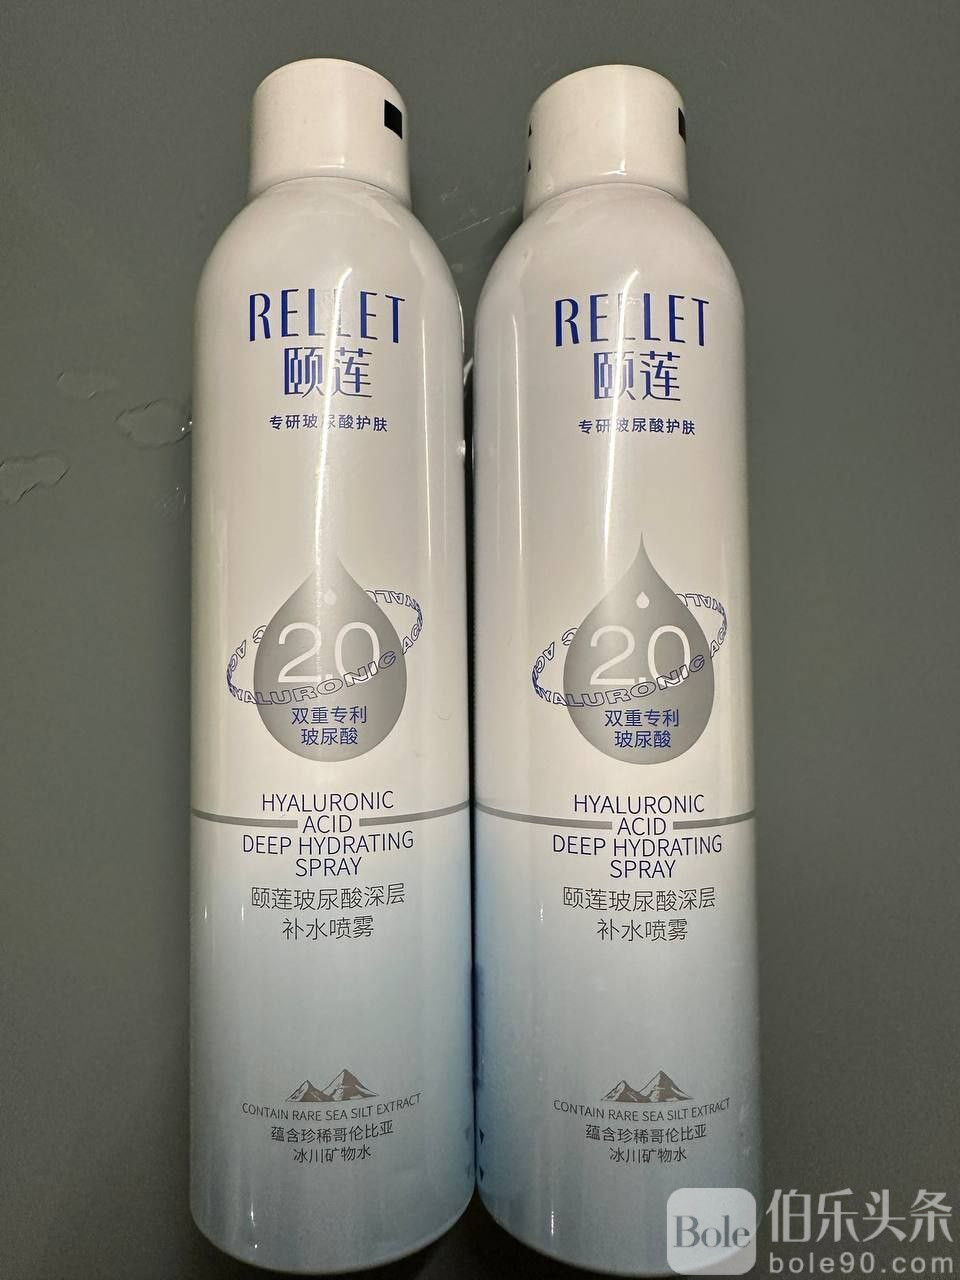 RELLET
颐莲
专研玻尿酸护肤
HYALURONIC
2.0
HYALURONIC AC
双重专利
玻尿酸
HYALURONIC
ACID
DEEP HYDRATING
SPRAY
颐莲玻尿酸深层
补水喷雾
CONTAIN RARE SEA SILT EXTRACT
蕴含珍稀哥伦比亚
冰川矿物水
RELLET
颐莲
专研玻尿酸护肤
2.0
HYALURONIC AC
双重专利
玻尿酸
HYALURONIC
ACID
DEEP HYDRATING
SPRAY
颐莲玻尿酸深层
补水喷雾
CONTAIN RARE SEA SILT EXTRACT
蕴含珍稀哥伦比亚
冰川矿物水
Bole 伯乐头条
bole90.com